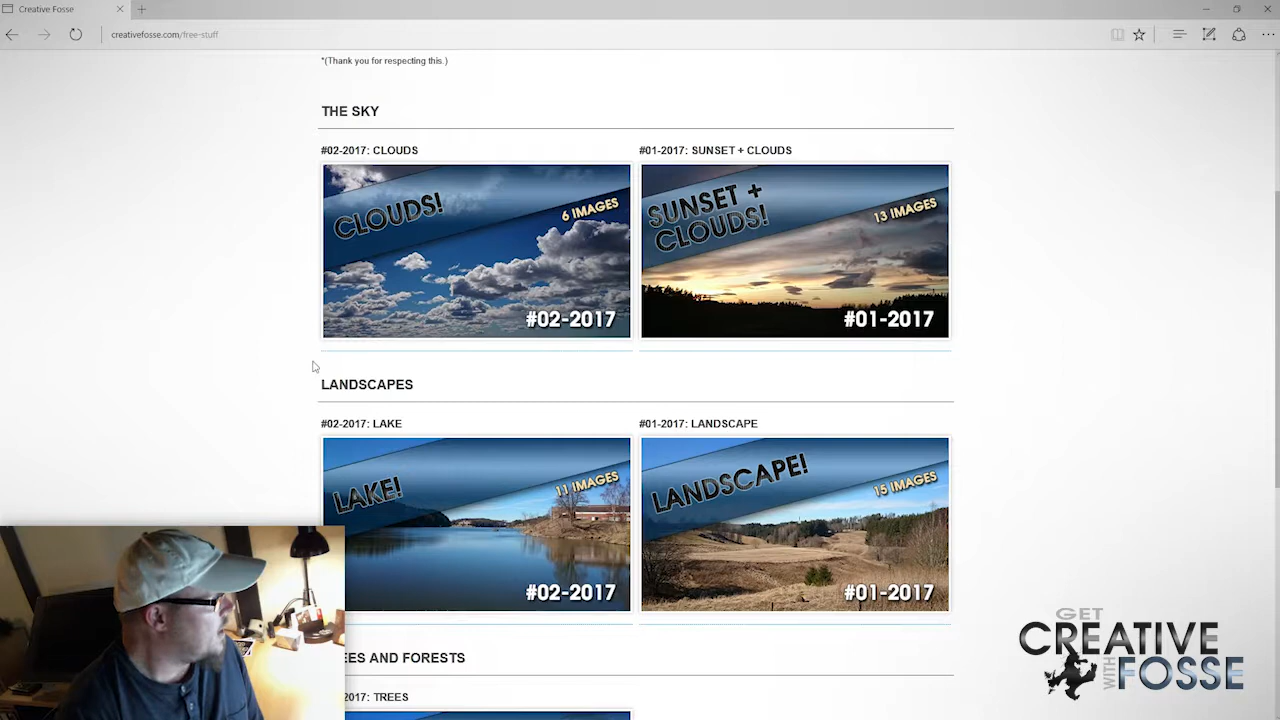 Creative Fosse
creativefosse.com/free-stuff
*(Thank you for respecting this.)
THE SKY
#02-2017: CLOUDS
#01-2017: SUNSET + CLOUDS
CLOUDS!
6 IMAGES
#02-2017
SUNSET +
CLOUDS!
13 IMAGES
#01-2017
LANDSCAPES
#02-2017: LAKE
#01-2017: LANDSCAPE
LAKE!
11 IMAGES
#02-2017
LANDSCAPE!
15 IMAGES
#01-2017
EES AND FORESTS
2017: TREES
GET
CREATIVE
WITH
FOSSE